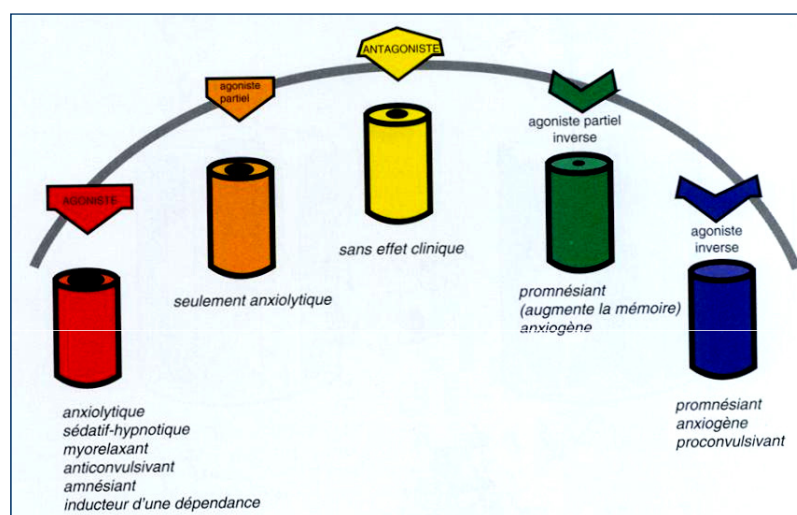 ANTAGONISTE
agoniste
partiel
agoniste partiel
inverse
AGONISTE
agoniste
inverse
sans effet clinique
seulement anxiolytique
promnésiant
(augmente la mémoire)
anxiogène
anxiolytique
sédatif-hypnotique
myorelaxant
anticonvulsivant
amnésiant
inducteur d'une dépendance
promnésiant
anxiogène
proconvulsivant